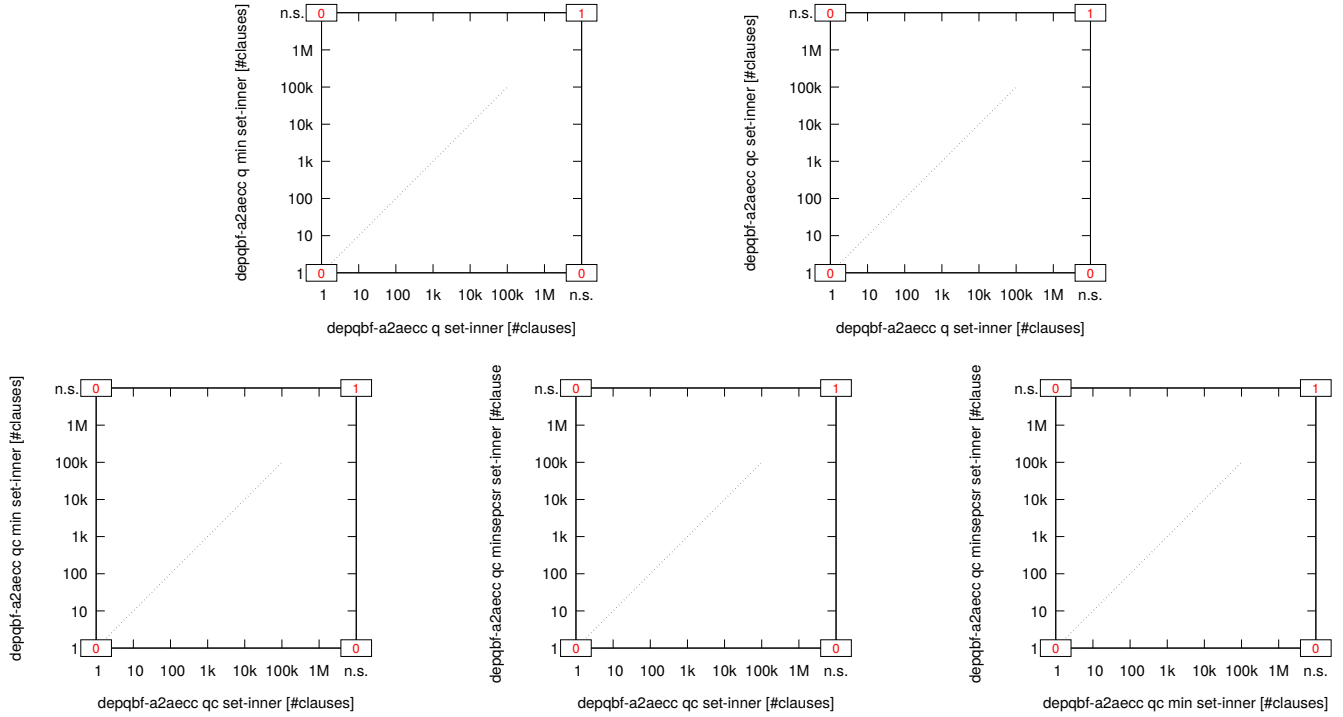 n.s. 0 1
1M
100k
10k
1k
100
10
1 0 0
1 10 100 1k 10k 100k 1M n.s.
depqbf-a2aecc q min set-inner [#clauses]
depqbf-a2aecc q set-inner [#clauses]
n.s. 0 1
1M
100k
10k
1k
100
10
1 0 0
1 10 100 1k 10k 100k 1M n.s.
depqbf-a2aecc qc set-inner [#clauses]
depqbf-a2aecc q set-inner [#clauses]
n.s. 0 1
1M
100k
10k
1k
100
10
1 0 0
1 10 100 1k 10k 100k 1M n.s.
depqbf-a2aecc qc min set-inner [#clauses]
depqbf-a2aecc qc set-inner [#clauses]
n.s. 0 1
1M
100k
10k
1k
100
10
1 0 0
1 10 100 1k 10k 100k 1M n.s.
depqbf-a2aecc qc minsepcsr set-inner [#clause
depqbf-a2aecc qc set-inner [#clauses]
n.s. 0 1
1M
100k
10k
1k
100
10
1 0 0
1 10 100 1k 10k 100k 1M n.s.
depqbf-a2aecc qc minsepcsr set-inner [#clause
depqbf-a2aecc qc min set-inner [#clauses]